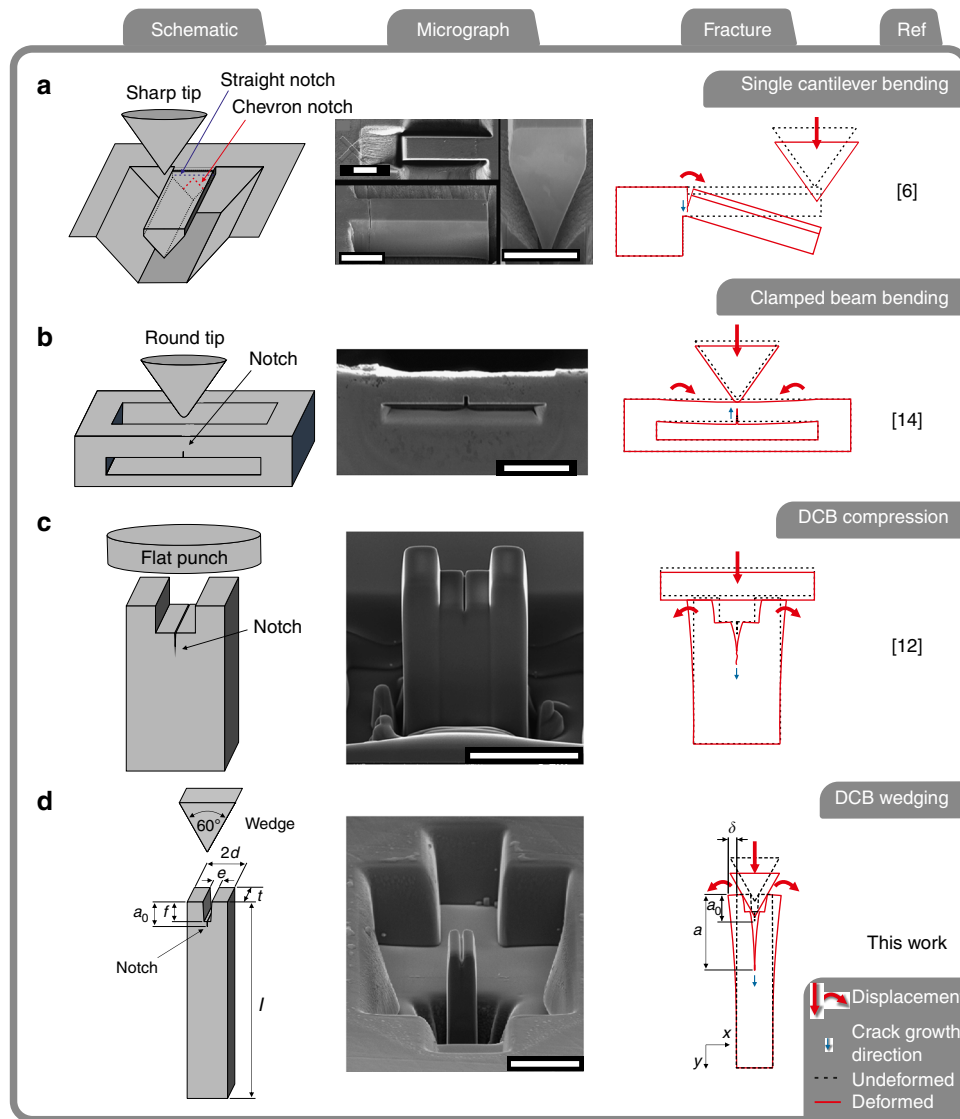 Schematic
Micrograph
Fracture
Ref
a
Single cantilever bending
Straight notch
Sharp tip
Chevron notch
[6]
Clamped beam bending
b
Round tip
Notch
[14]
DCB compression
c
Flat punch
Notch
[12]
DCB wedging
d
60°
Wedge
2d
e
t
f
a0
Notch
l
δ
a0
a
x
y
This work
Displacemen
Crack growth
direction
Undeformed
Deformed